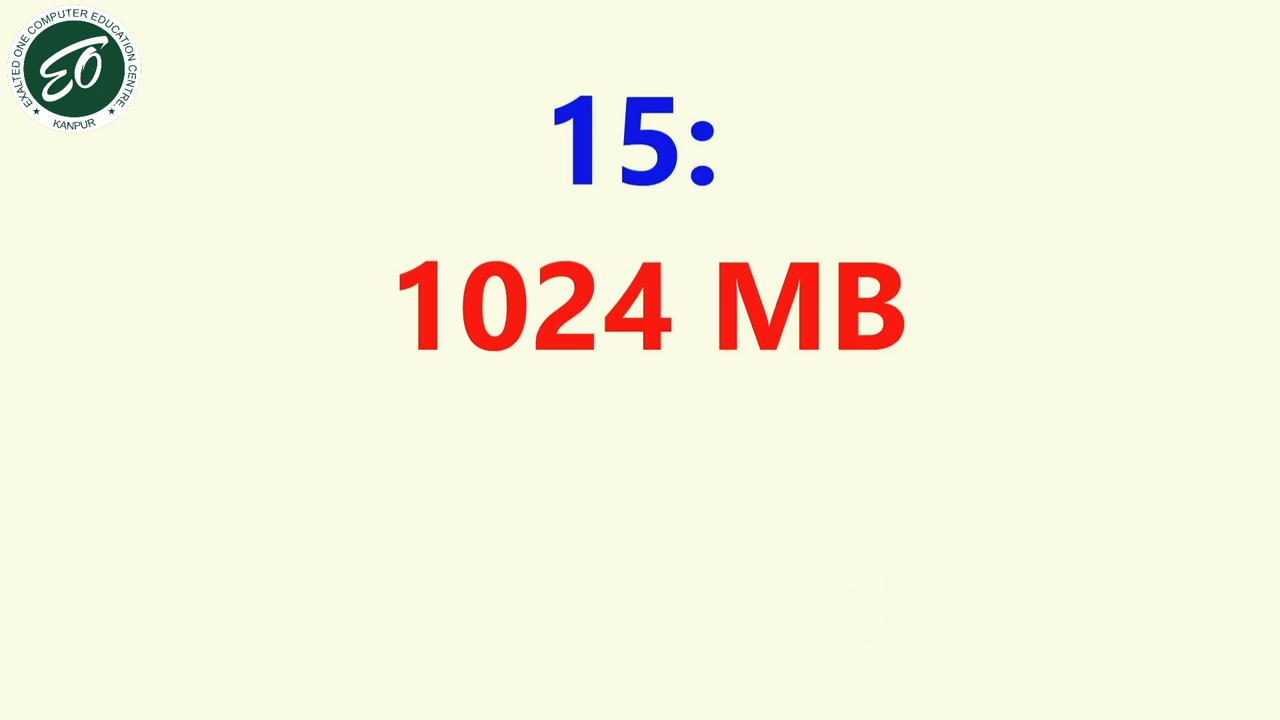 EXALTED ONE COMPUTER EDUCATION CENTRE,
EO
★ KANPUR ★
15:
1024 MB